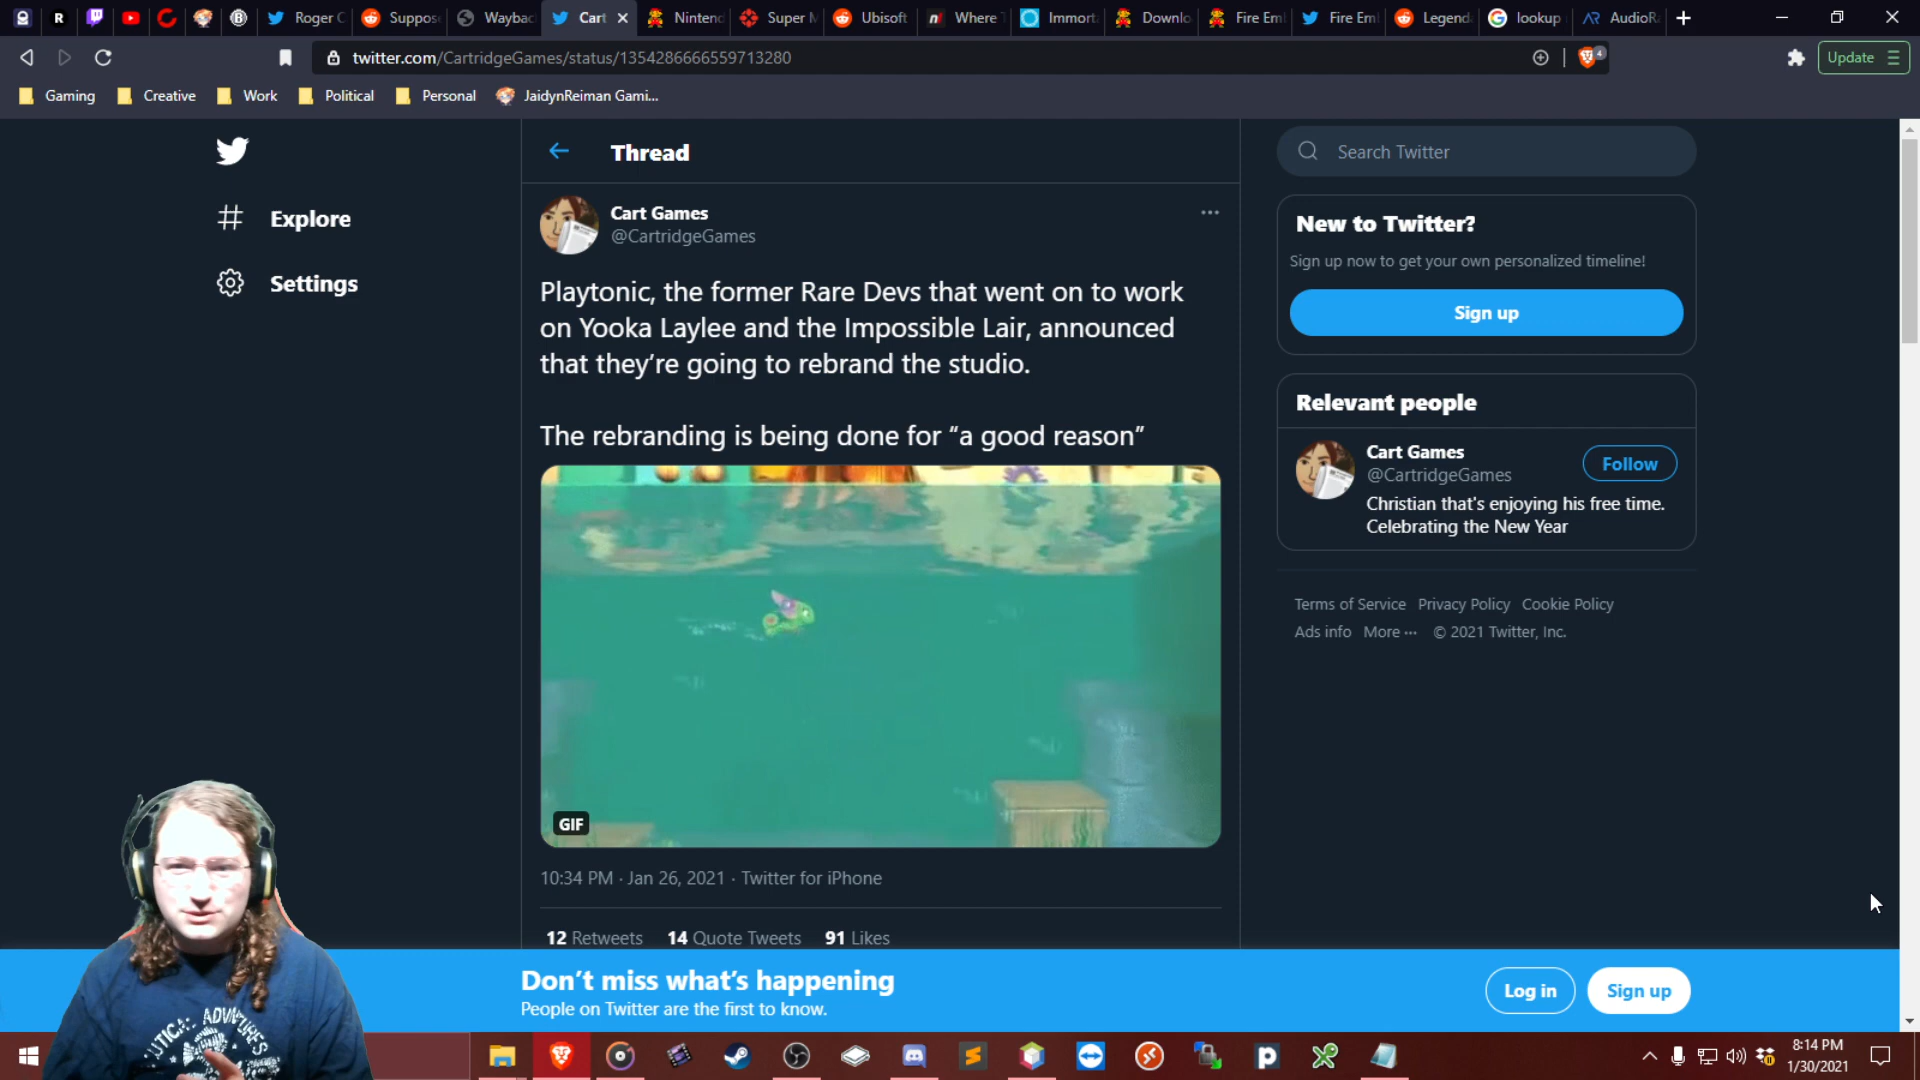 Roger C
Suppos
Wayba
Cart
Ninten
Super M
Ubisoft
Where
Immort
Downlo
Fire Em
Fire Em
Legend
lookup
AudioR
twitter.com/CartridgeGames/status/1354286666559713280
4
Update
Gaming
Creative
Work
Political
Personal
JaidynReiman Gami...
Explore
Settings
Thread
Cart Games
@CartridgeGames
Playtonic, the former Rare Devs that went on to work
on Yooka Laylee and the Impossible Lair, announced
that they’re going to rebrand the studio.
The rebranding is being done for “a good reason”
GIF
10:34 PM · Jan 26, 2021 · Twitter for iPhone
12 Retweets 14 Quote Tweets 91 Likes
Search Twitter
New to Twitter?
Sign up now to get your own personalized timeline!
Sign up
Relevant people
Cart Games
@CartridgeGames
Follow
Christian that's enjoying his free time.
Celebrating the New Year
Terms of Service Privacy Policy Cookie Policy
Ads info More ··· © 2021 Twitter, Inc.
Don’t miss what’s happening
People on Twitter are the first to know.
Log in
Sign up
8:14 PM
1/30/2021